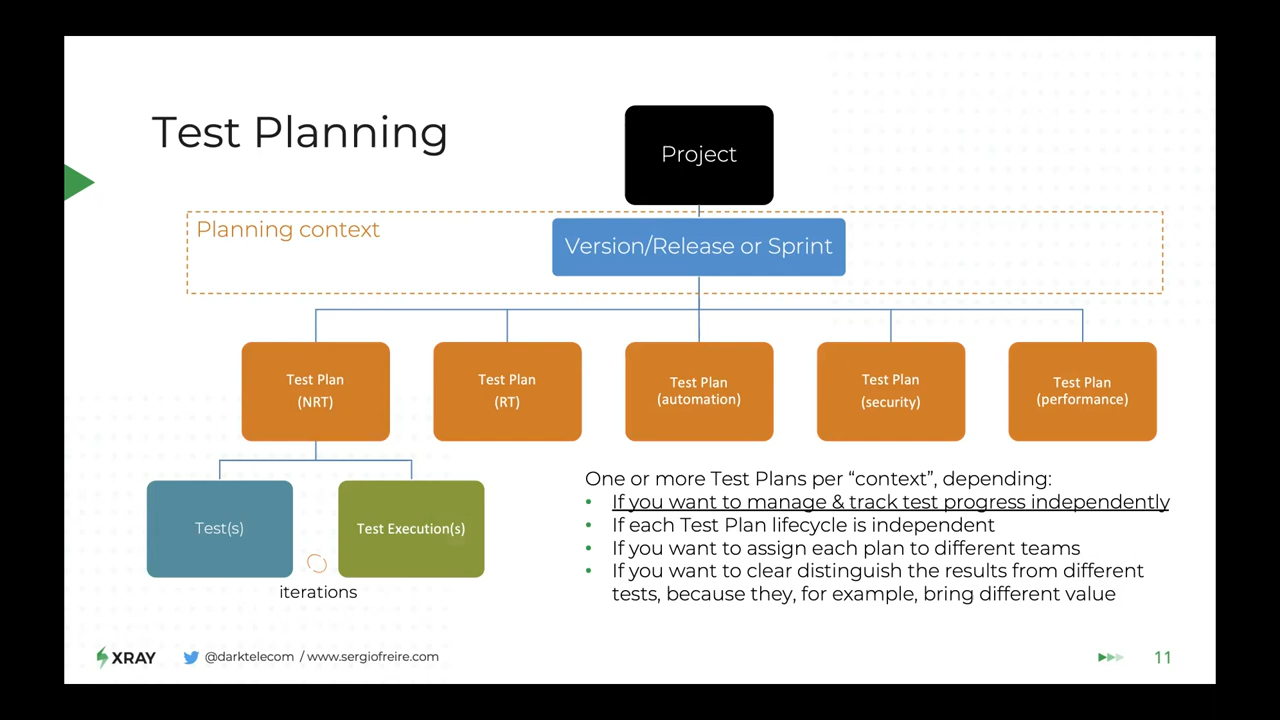 Test Planning
Project
Planning context
Version/Release or Sprint
Test Plan
(NRT)
Test Plan
(RT)
Test Plan
(automation)
Test Plan
(security)
Test Plan
(performance)
Test(s)
Test Execution(s)
iterations
One or more Test Plans per “context”, depending:
• If you want to manage & track test progress independently
• If each Test Plan lifecycle is independent
• If you want to assign each plan to different teams
• If you want to clear distinguish the results from different
tests, because they, for example, bring different value
XRAY
@darktelecom / www.sergiofreire.com
11